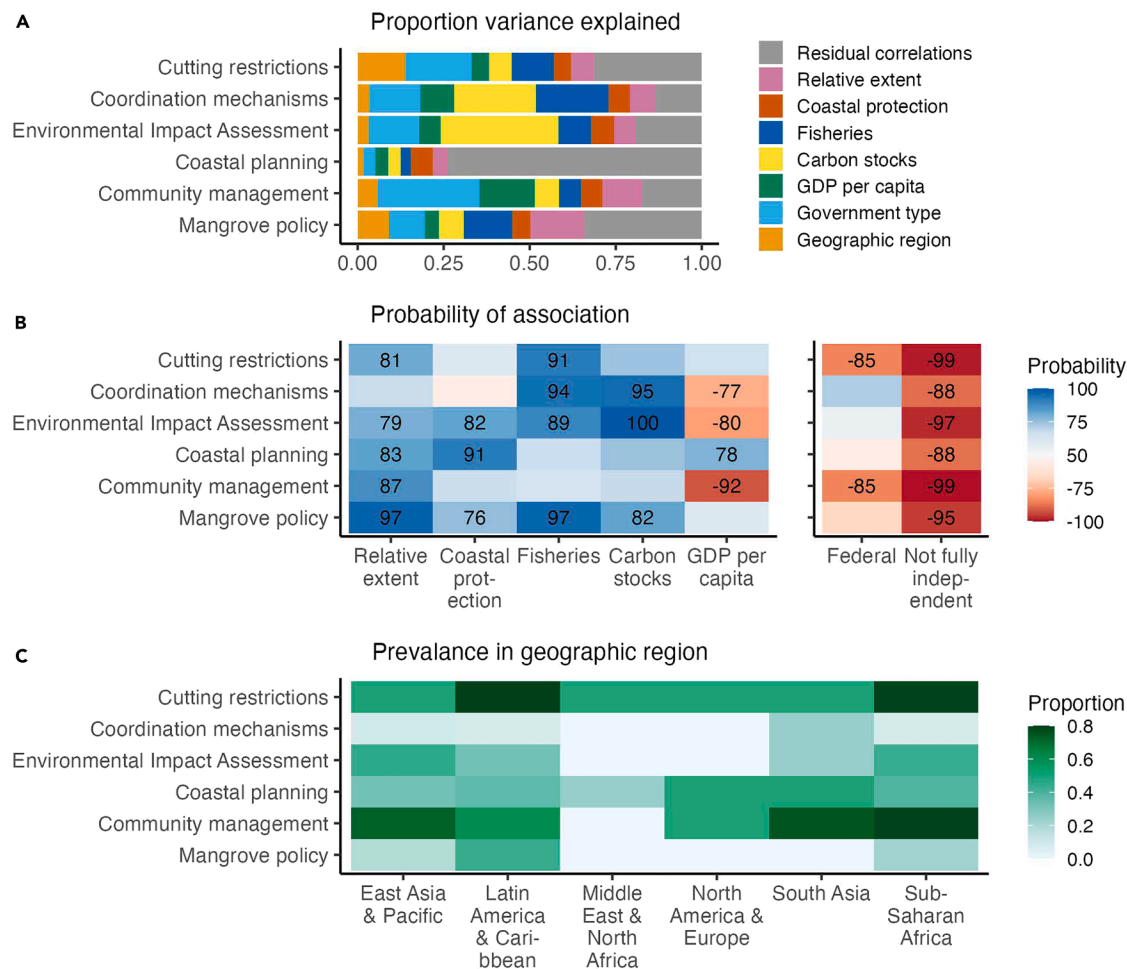 A
Proportion variance explained
Cutting restrictions
Coordination mechanisms
Environmental Impact Assessment
Coastal planning
Community management
Mangrove policy
0.00 0.25 0.50 0.75 1.00
Residual correlations
Relative extent
Coastal protection
Fisheries
Carbon stocks
GDP per capita
Government type
Geographic region
B
Probability of association
Cutting restrictions 81 91 -85 -99
Coordination mechanisms 94 95 -77 -88
Environmental Impact Assessment 79 82 89 100 -80 -97
Coastal planning 83 91 78 -88
Community management 87 -92 -85 -99
Mangrove policy 97 76 97 82 -95
Relative
extent
Coastal
prot-
ection
Fisheries
Carbon
stocks
GDP per
capita
Federal
Not fully
indep-
endent
Probability
100
75
50
-75
-100
C
Prevalance in geographic region
Cutting restrictions
Coordination mechanisms
Environmental Impact Assessment
Coastal planning
Community management
Mangrove policy
East Asia
& Pacific
Latin
America
& Cari-
bbean
Middle
East &
North
Africa
North
America &
Europe
South Asia
Sub-
Saharan
Africa
Proportion
0.8
0.6
0.4
0.2
0.0